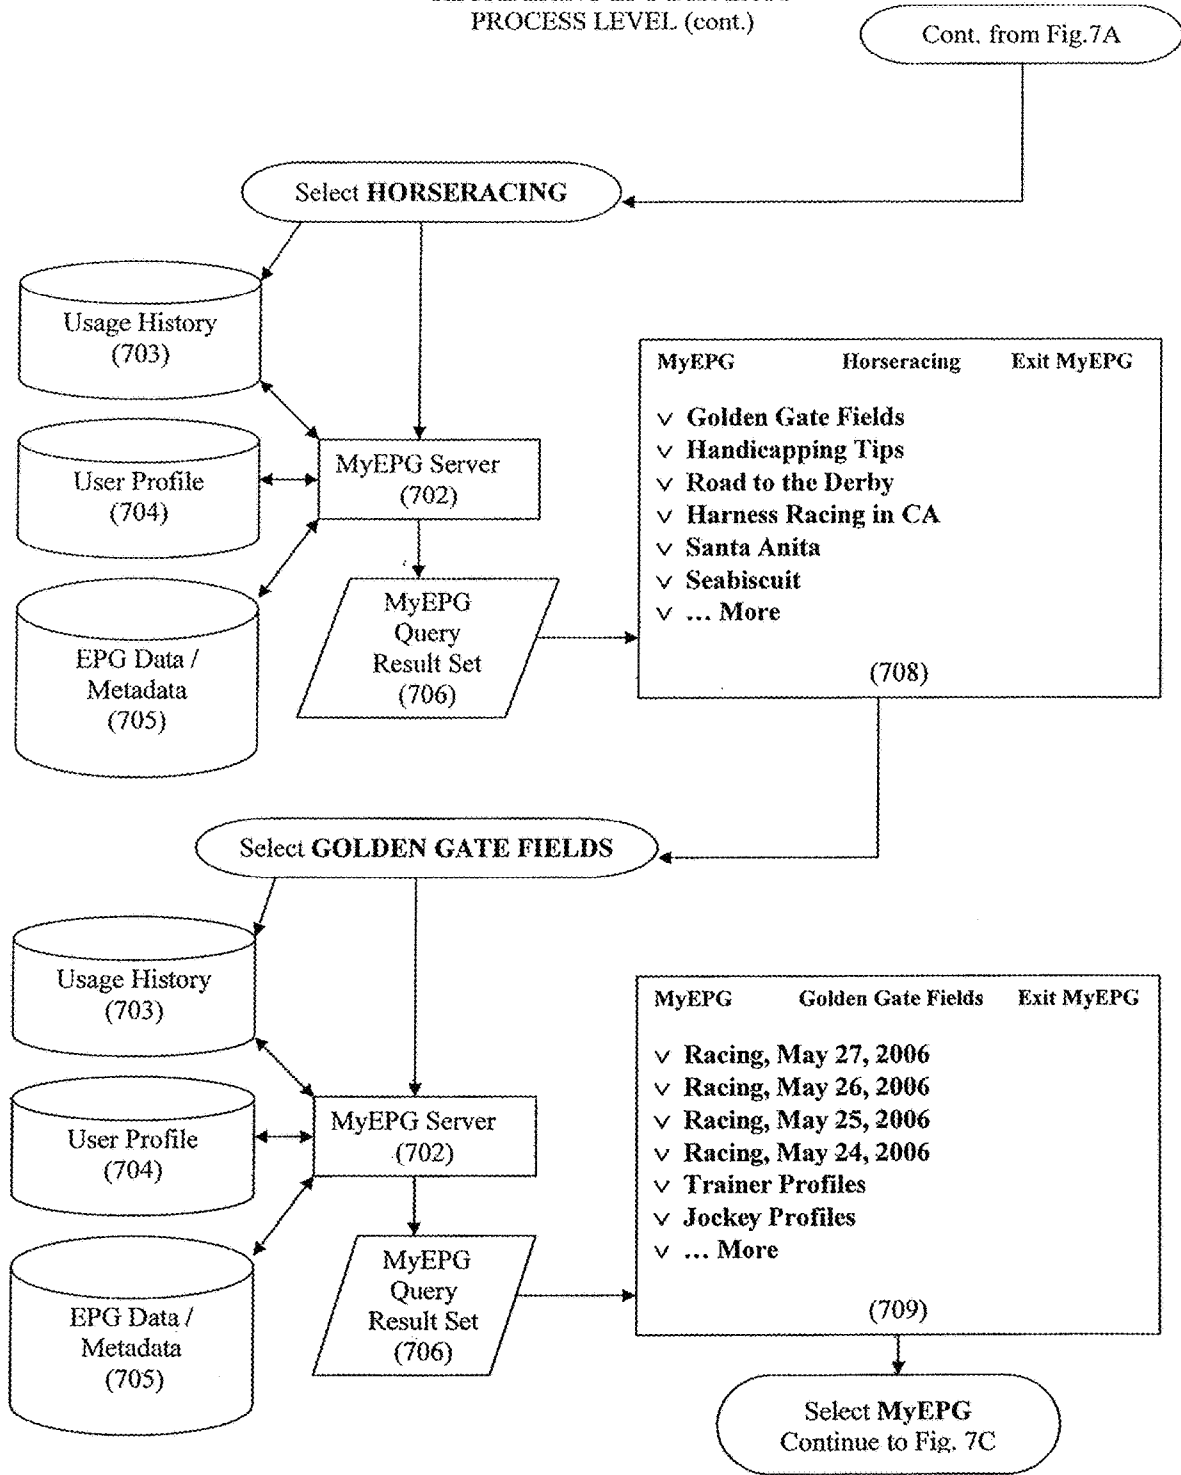 PROCESS LEVEL (cont.)
Cont. from Fig.7A
Select HORSERACING
Usage History
(703)
User Profile
(704)
EPG Data /
Metadata
(705)
MyEPG Server
(702)
MyEPG
Query
Result Set
(706)
MyEPG Horseracing Exit MyEPG
v Golden Gate Fields
v Handicapping Tips
v Road to the Derby
v Harness Racing in CA
v Santa Anita
v Seabiscuit
v ... More
(708)
Select GOLDEN GATE FIELDS
Usage History
(703)
User Profile
(704)
EPG Data /
Metadata
(705)
MyEPG Server
(702)
MyEPG
Query
Result Set
(706)
MyEPG Golden Gate Fields Exit MyEPG
v Racing, May 27, 2006
v Racing, May 26, 2006
v Racing, May 25, 2006
v Racing, May 24, 2006
v Trainer Profiles
v Jockey Profiles
v ... More
(709)
Select MyEPG
Continue to Fig. 7C